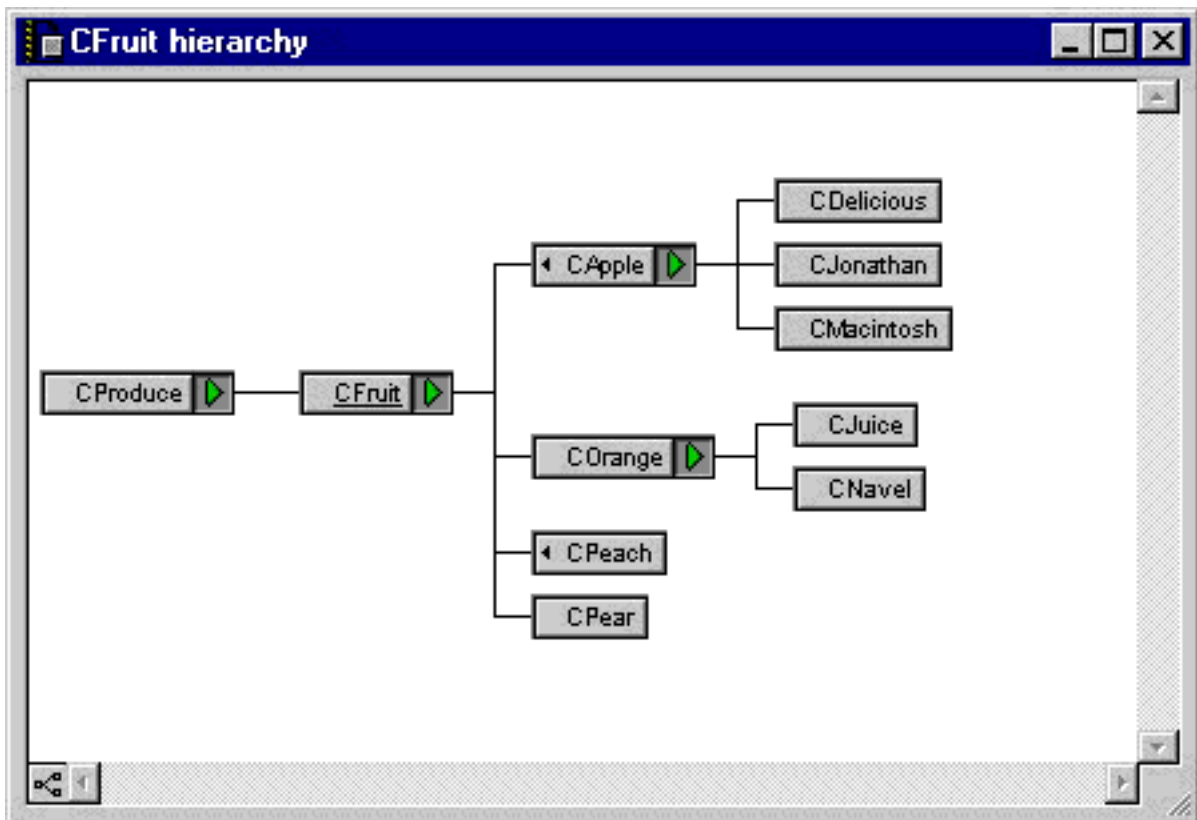 CFruit hierarchy
CDelicious
CApple
CJonathan
CMacintosh
CProduce
CFruit
CJuice
COrange
CNavel
CPeach
CPear